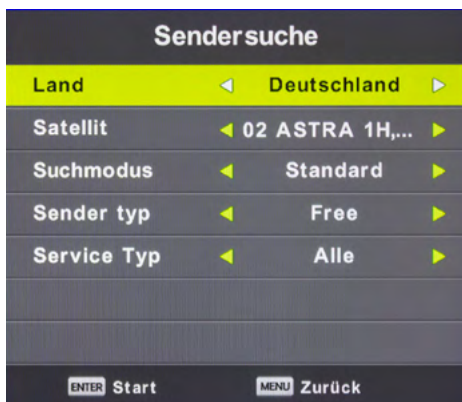 Sendersuche
Land Deutschland
Satellit 02 ASTRA 1H,...
Suchmodus Standard
Sender typ Free
Service Typ Alle
ENTER Start MENU Zurück